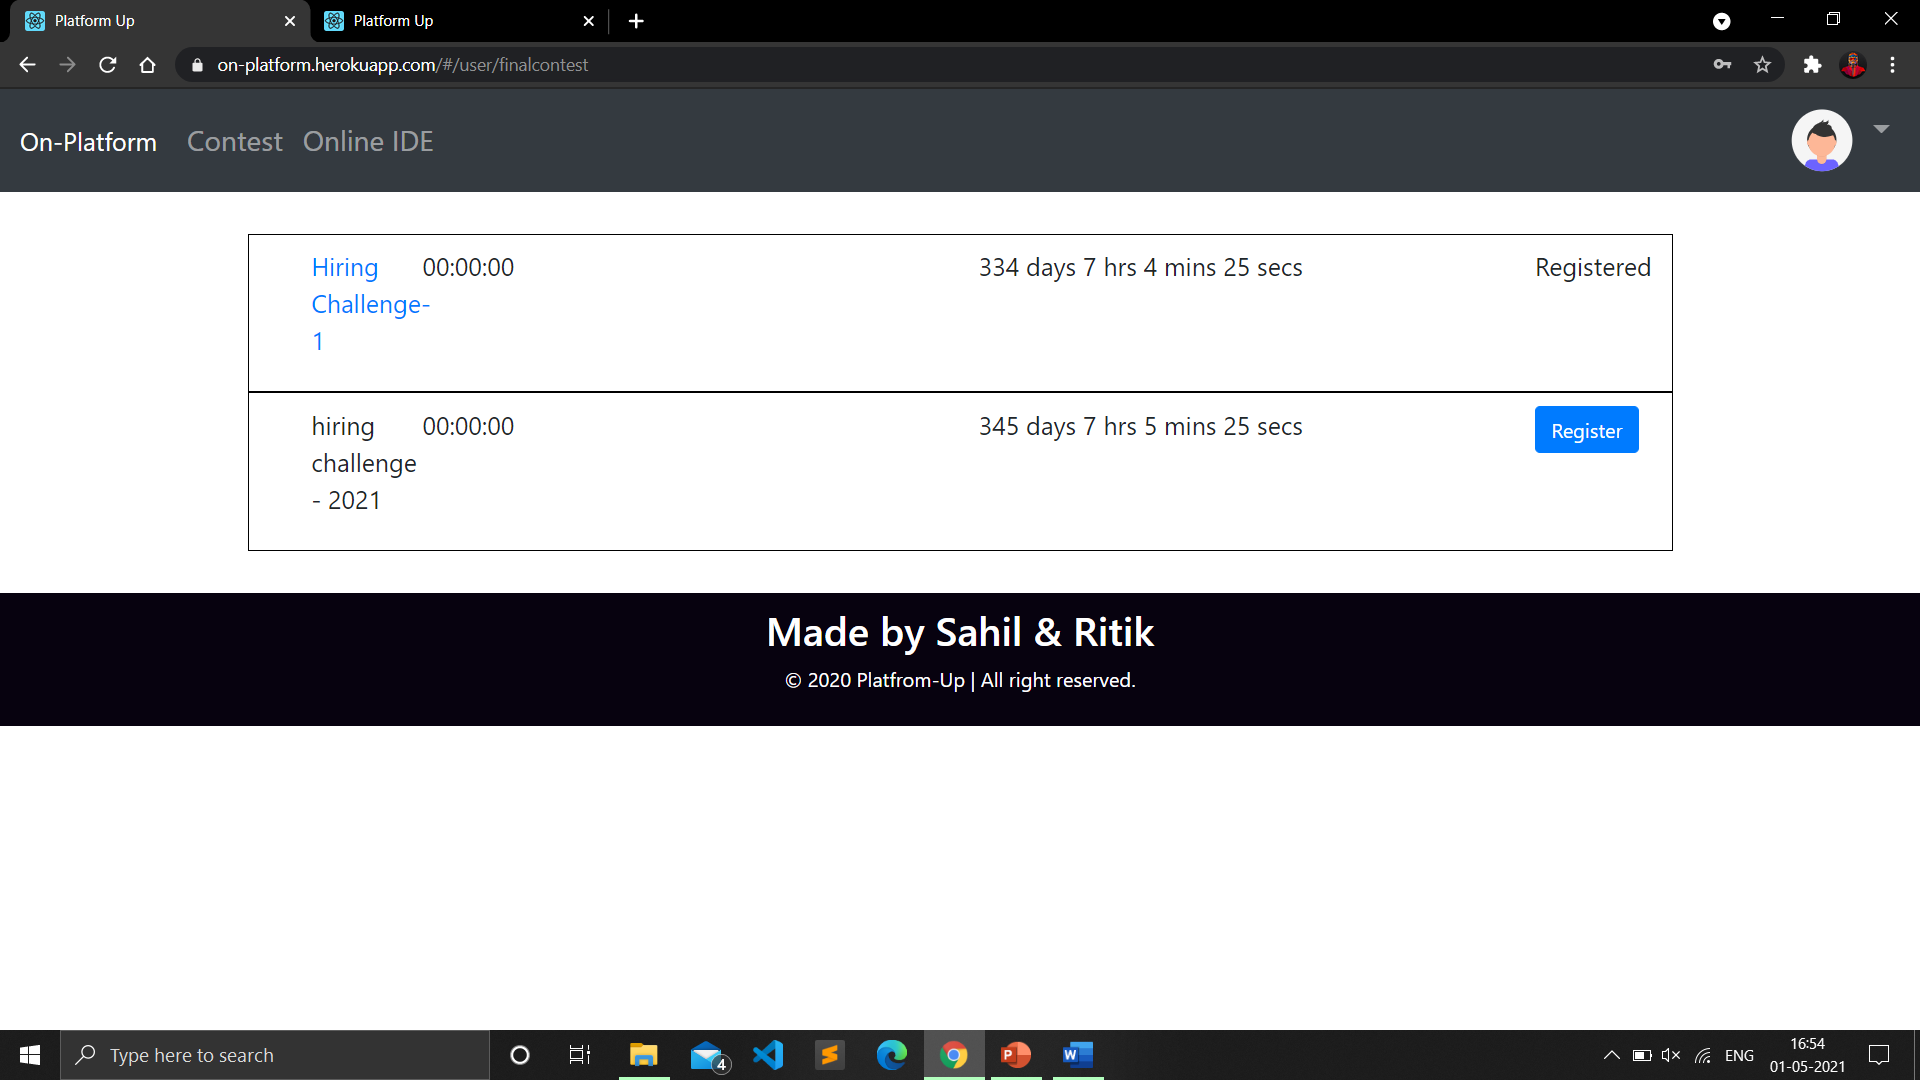 Platform Up
Platform Up
on-platform.herokuapp.com/#/user/finalcontest
On-Platform Contest Online IDE
Hiring 00:00:00 334 days 7 hrs 4 mins 25 secs Registered
Challenge-
1
hiring 00:00:00 345 days 7 hrs 5 mins 25 secs Register
challenge
- 2021
Made by Sahil & Ritik
© 2020 Platfrom-Up | All right reserved.
Type here to search
4
P
W
ENG
16:54
01-05-2021